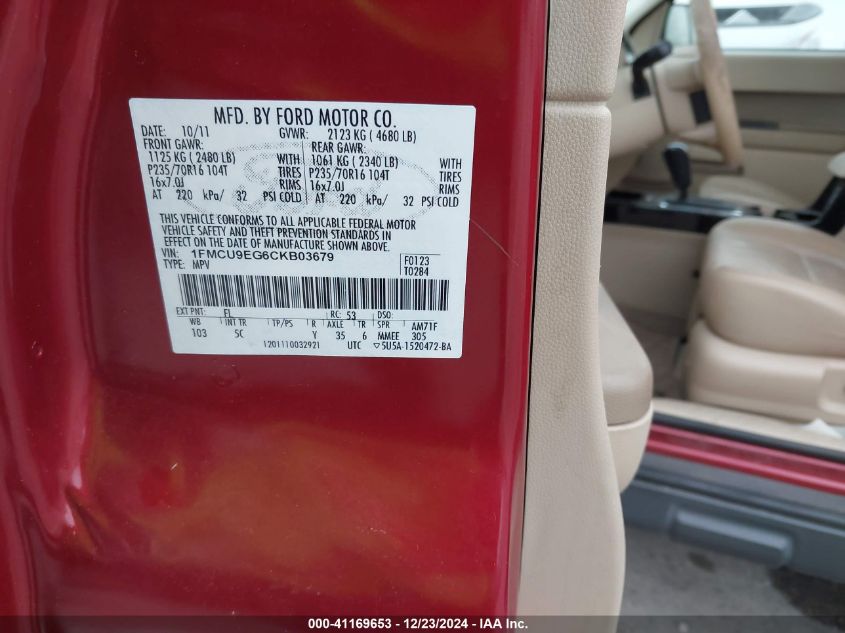 MFD. BY FORD MOTOR CO.
DATE: 10/11 GVWR: 2123 KG ( 4680 LB)
FRONT GAWR: REAR GAWR:
1125 KG ( 2480 LB) WITH 1061 KG ( 2340 LB) WITH
P235/70R16 104T TIRES P235/70R16 104T TIRES
16x7.0J RIMS 16x7.0J RIMS
AT 220 kPa/ 32 PSI COLD AT 220 kPa/ 32 PSI COLD
THIS VEHICLE CONFORMS TO ALL APPLICABLE FEDERAL MOTOR
VEHICLE SAFETY AND THEFT PREVENTION STANDARDS IN
EFFECT ON THE DATE OF MANUFACTURE SHOWN ABOVE.
VIN: 1FMCU9EG6CKB03679 F0123
TYPE: MPV T0284
EXT PNT: EL RC: 53 DSO:
WB INT TR TP/PS R AXLE TR SPR AM71F
103 5C Y 35 6 MMEE 305
1201110032921 UTC ▽5U5A-1520472-BA
000-41169653 - 12/23/2024 - IAA Inc.